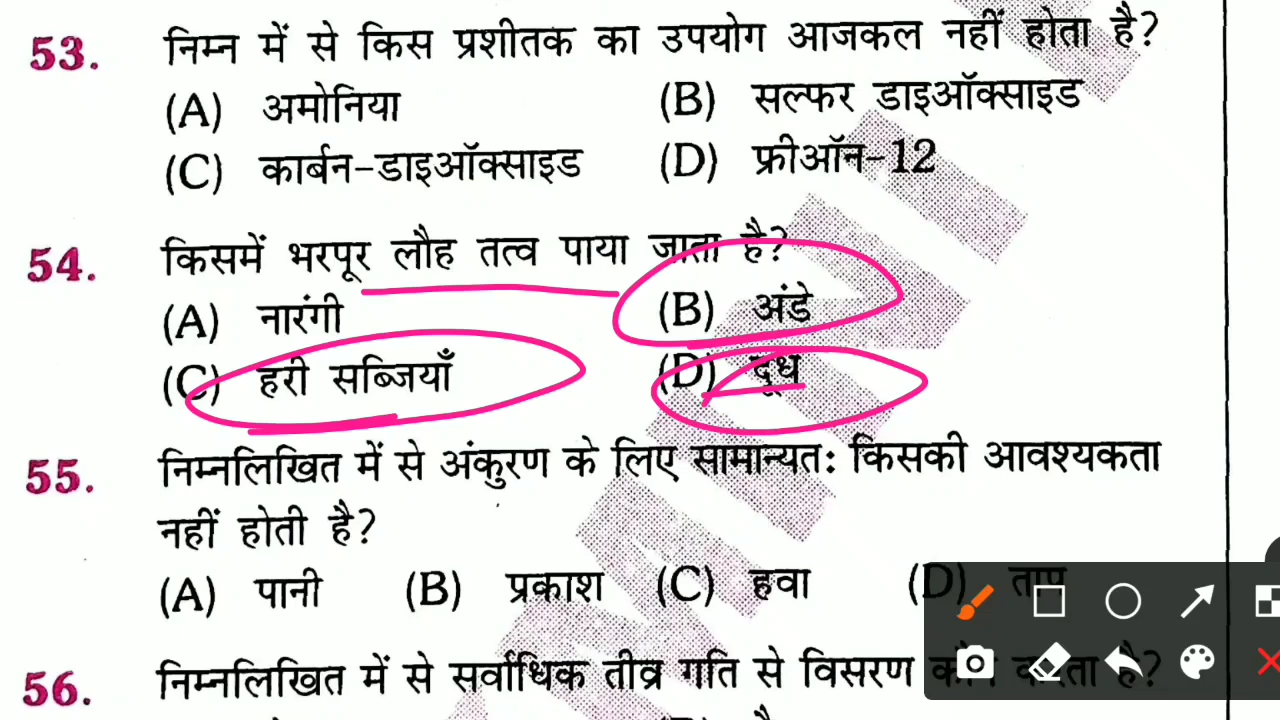 53. निम्न में से किस प्रशीतक का उपयोग आजकल नहीं होता है?
(A) अमोनिया (B) सल्फर डाइऑक्साइड
(C) कार्बन-डाइऑक्साइड (D) फ्रीऑन-12
54. किसमें भरपूर लौह तत्व पाया जाता है?
(A) नारंगी (B) अंडे
(C) हरी सब्जियाँ (D) दूध
55. निम्नलिखित में से अंकुरण के लिए सामान्यतः किसकी आवश्यकता
नहीं होती है?
(A) पानी (B) प्रकाश (C) हवा (D) ताप
56. निम्नलिखित में से सर्वाधिक तीव्र गति से विसरण कौन करता है?